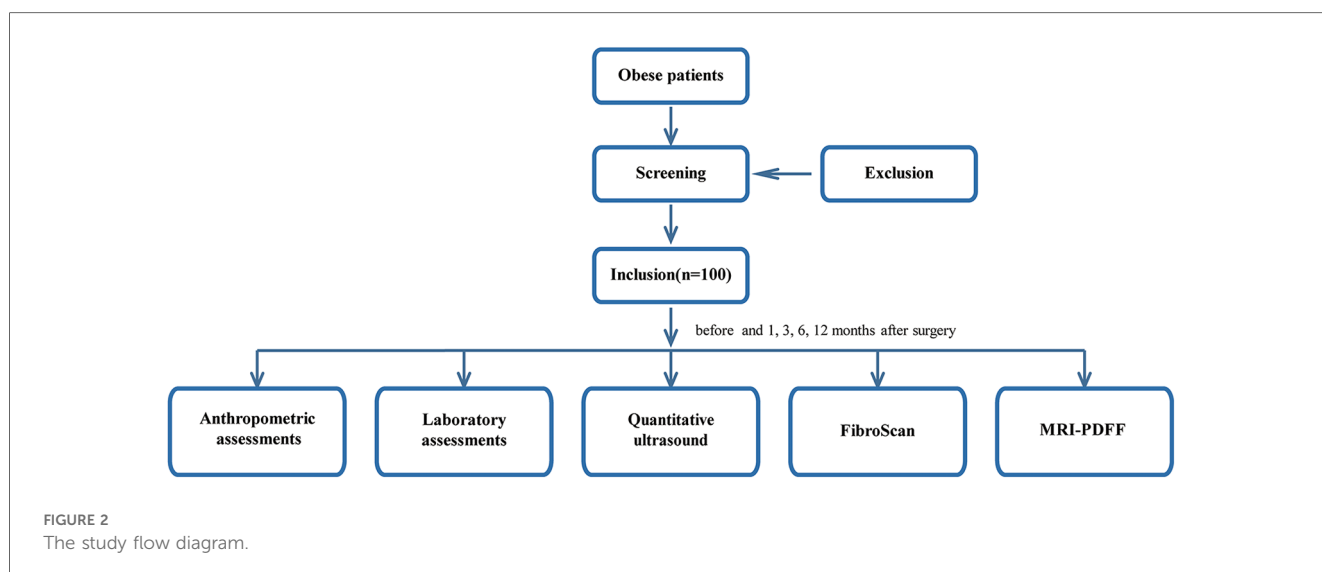 Obese patients
Screening
Exclusion
Inclusion(n=100)
before and 1, 3, 6, 12 months after surgery
Anthropometric
assessments
Laboratory
assessments
Quantitative
ultrasound
FibroScan
MRI-PDFF
FIGURE 2
The study flow diagram.